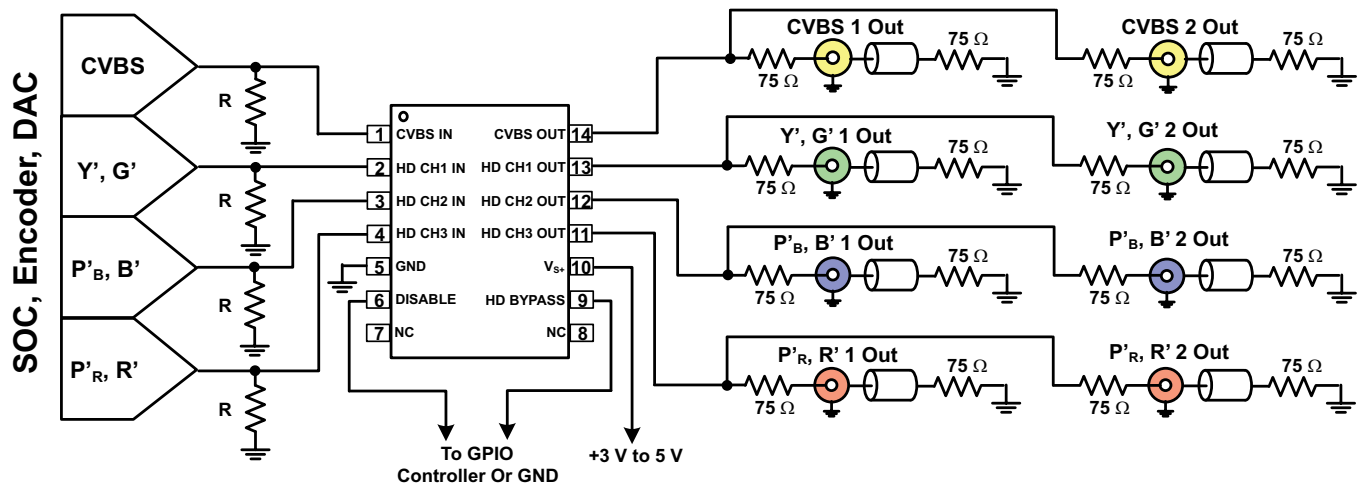 SOC, Encoder, DAC
CVBS
Y', G'
P'B, B'
P'R, R'
R
R
R
R
1 CVBS IN
2 HD CH1 IN
3 HD CH2 IN
4 HD CH3 IN
5 GND
6 DISABLE
7 NC
CVBS OUT 14
HD CH1 OUT 13
HD CH2 OUT 12
HD CH3 OUT 11
VS+ 10
HD BYPASS 9
NC 8
To GPIO
Controller Or GND
+3 V to 5 V
CVBS 1 Out
75 Ω
75 Ω
CVBS 2 Out
75 Ω
75 Ω
Y', G' 1 Out
75 Ω
75 Ω
Y', G' 2 Out
75 Ω
75 Ω
P'B, B' 1 Out
75 Ω
75 Ω
P'B, B' 2 Out
75 Ω
75 Ω
P'R, R' 1 Out
75 Ω
75 Ω
P'R, R' 2 Out
75 Ω
75 Ω